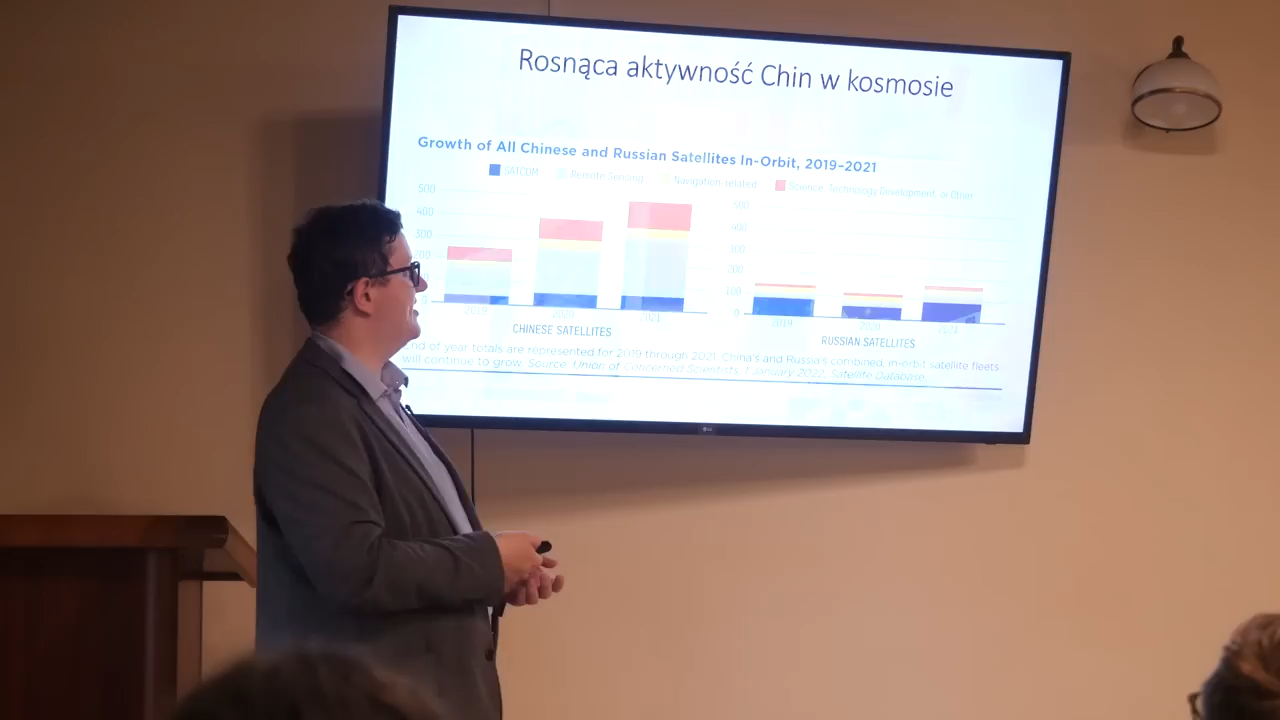 Rosnąca aktywność Chin w kosmosie
Growth of All Chinese and Russian Satellites In-Orbit, 2019–2021
SATCOM Remote Sensing Navigation-related Science, Technology Development, or Other
500
400
300
200
0
2019 2020 2021
CHINESE SATELLITES
500
400
300
200
100
0
2019 2020 2021
RUSSIAN SATELLITES
End of year totals are represented for 2019 through 2021. China's and Russia's combined, in-orbit satellite fleets
will continue to grow. Source: Union of Concerned Scientists, 1 January 2022, Satellite Database
LG